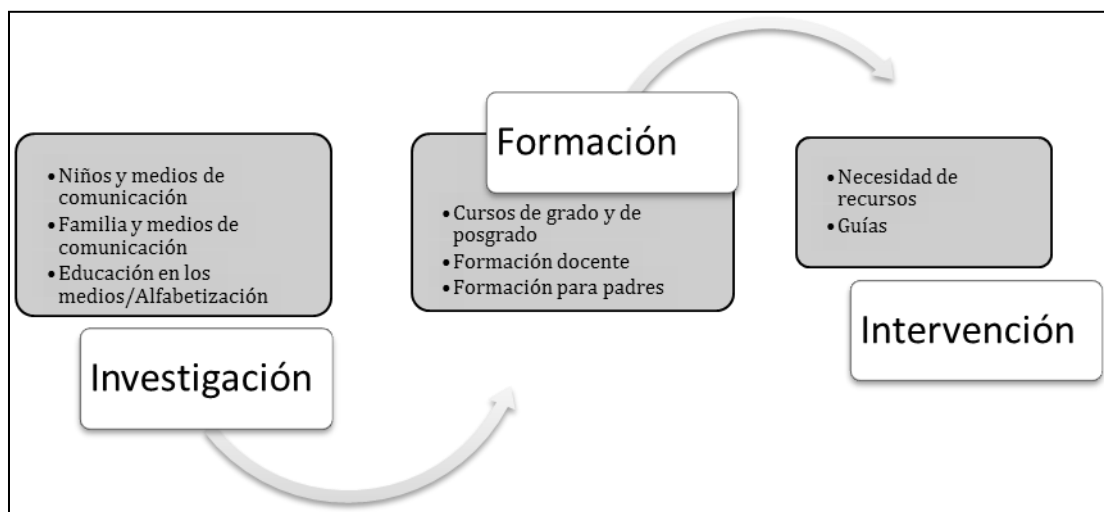 • Niños y medios de
comunicación
• Familia y medios de
comunicación
• Educación en los
medios/Alfabetización
Investigación
Formación
• Cursos de grado y de
posgrado
• Formación docente
• Formación para padres
• Necesidad de
recursos
• Guías
Intervención